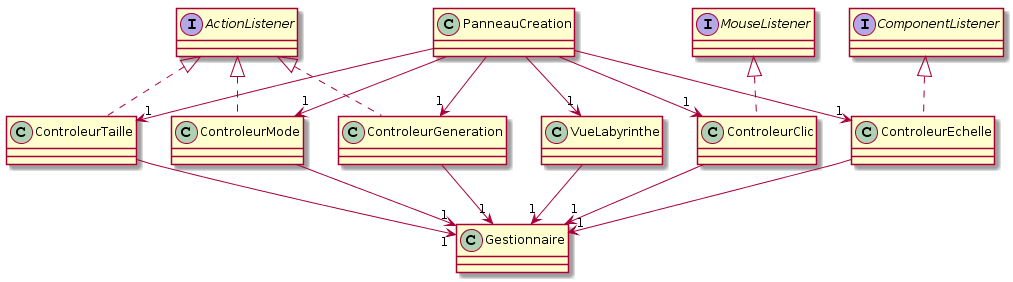 I ActionListener
C PanneauCreation
I MouseListener
I ComponentListener
1
1
1
1
1
1
C ControleurTaille
C ControleurMode
C ControleurGeneration
C VueLabyrinthe
C ControleurClic
C ControleurEchelle
1
1
1
1
1
1
C Gestionnaire